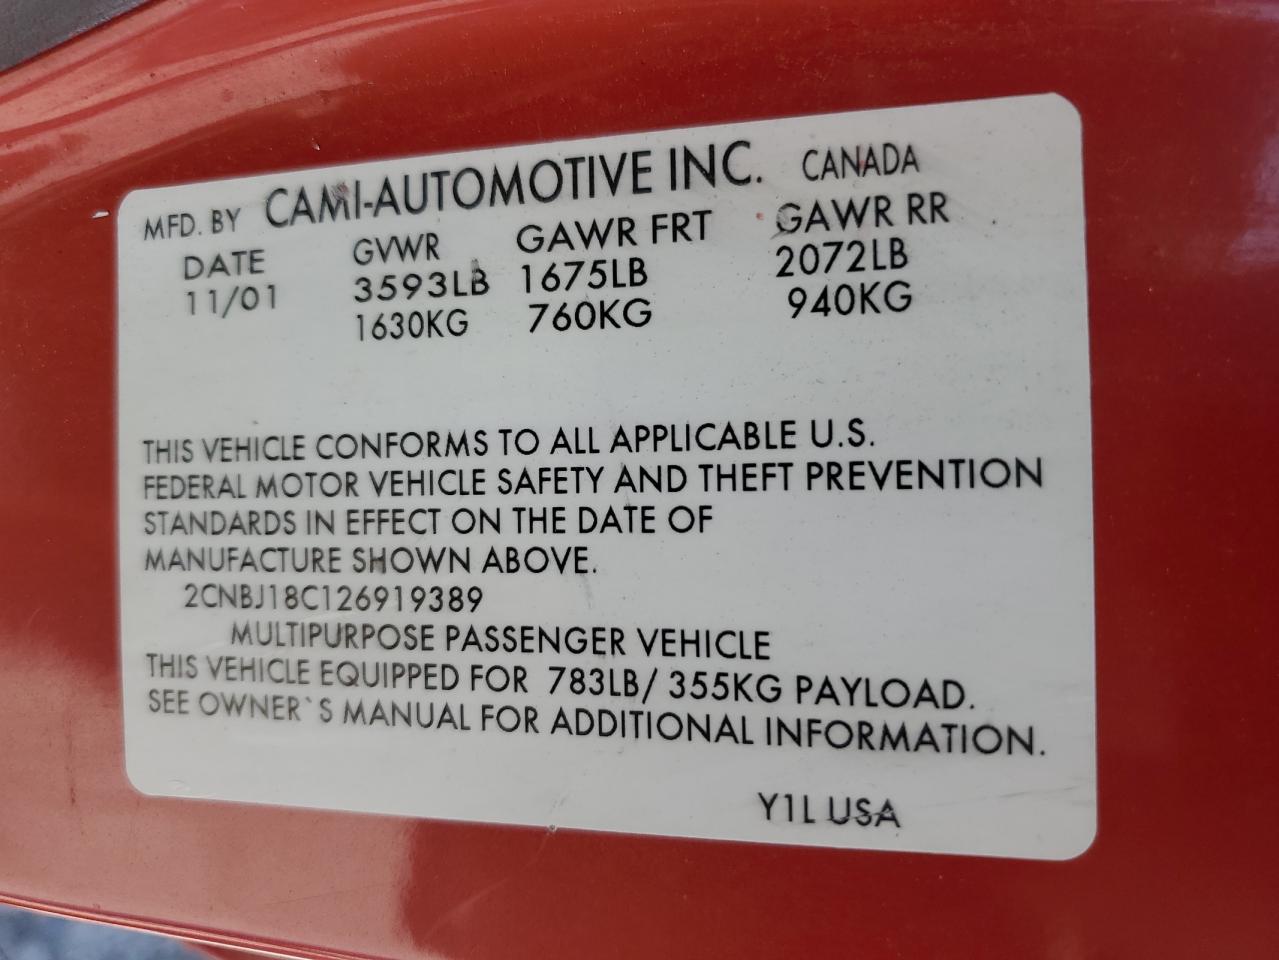 MFD. BY CAMI-AUTOMOTIVE INC. CANADA
DATE GVWR GAWR FRT GAWR RR
11/01 3593LB 1675LB 2072LB
1630KG 760KG 940KG
THIS VEHICLE CONFORMS TO ALL APPLICABLE U.S.
FEDERAL MOTOR VEHICLE SAFETY AND THEFT PREVENTION
STANDARDS IN EFFECT ON THE DATE OF
MANUFACTURE SHOWN ABOVE.
2CNBJ18C126919389
MULTIPURPOSE PASSENGER VEHICLE
THIS VEHICLE EQUIPPED FOR 783LB/ 355KG PAYLOAD.
SEE OWNER`S MANUAL FOR ADDITIONAL INFORMATION.
Y1L USA